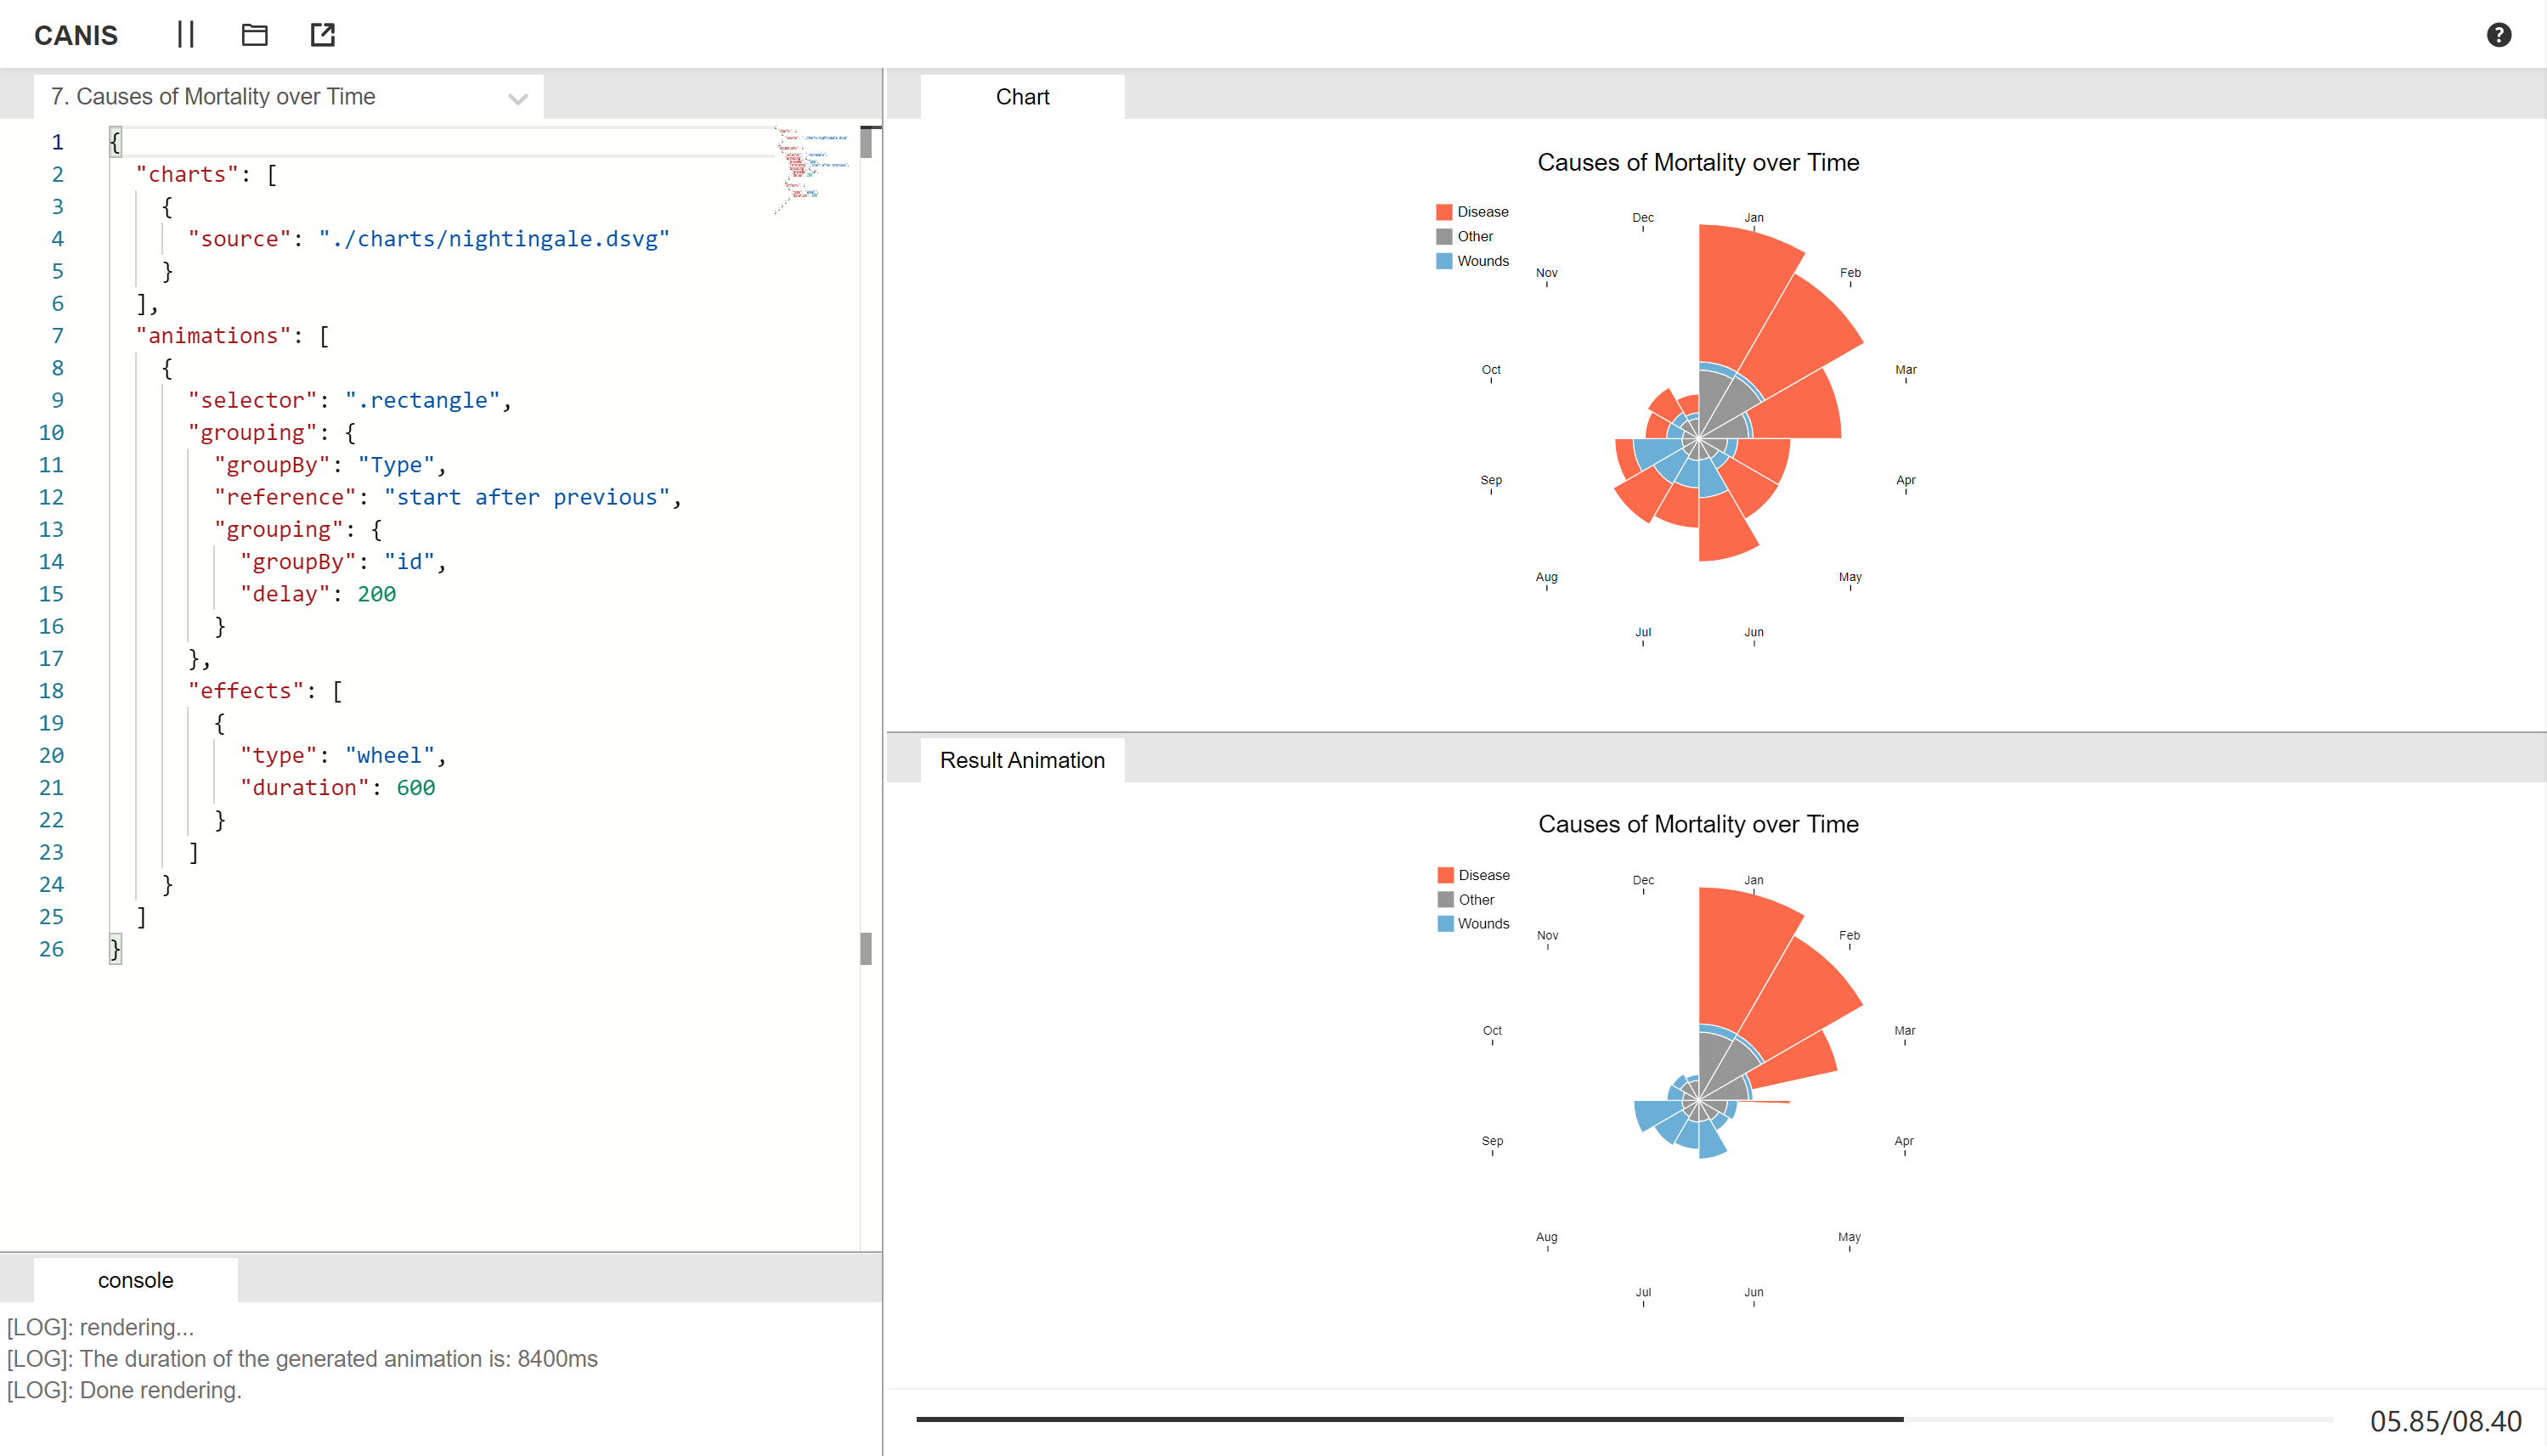 CANIS
7. Causes of Mortality over Time
1 {
2 "charts": [
3 {
4 "source": "./charts/nightingale.dsvg"
5 }
6 ],
7 "animations": [
8 {
9 "selector": ".rectangle",
10 "grouping": {
11 "groupBy": "Type",
12 "reference": "start after previous",
13 "grouping": {
14 "groupBy": "id",
15 "delay": 200
16 }
17 },
18 "effects": [
19 {
20 "type": "wheel",
21 "duration": 600
22 }
23 ]
24 }
25 ]
26 }
console
[LOG]: rendering...
[LOG]: The duration of the generated animation is: 8400ms
[LOG]: Done rendering.
Chart
Causes of Mortality over Time
Disease
Other
Wounds
Dec
Jan
Nov
Feb
Oct
Mar
Sep
Apr
Aug
May
Jul
Jun
Result Animation
Causes of Mortality over Time
Disease
Other
Wounds
Dec
Jan
Nov
Feb
Oct
Mar
Sep
Apr
Aug
May
Jul
Jun
05.85/08.40